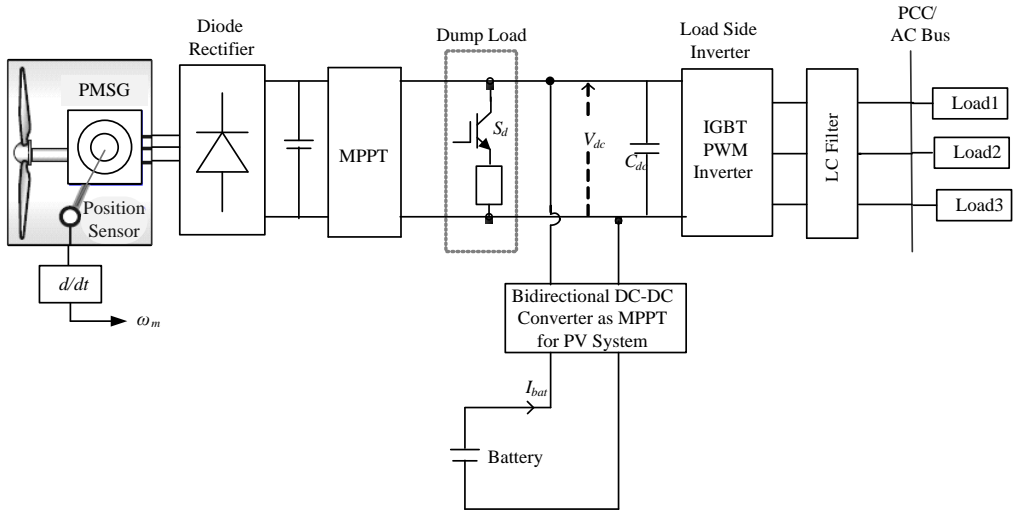 PCC/
AC Bus
Diode
Rectifier
Dump Load
Load Side
Inverter
PMSG
MPPT
S_d
V_dc
C_dc
IGBT
PWM
Inverter
LC Filter
Load1
Load2
Load3
Position
Sensor
d/dt
ω_m
Bidirectional DC-DC
Converter as MPPT
for PV System
I_bat
Battery